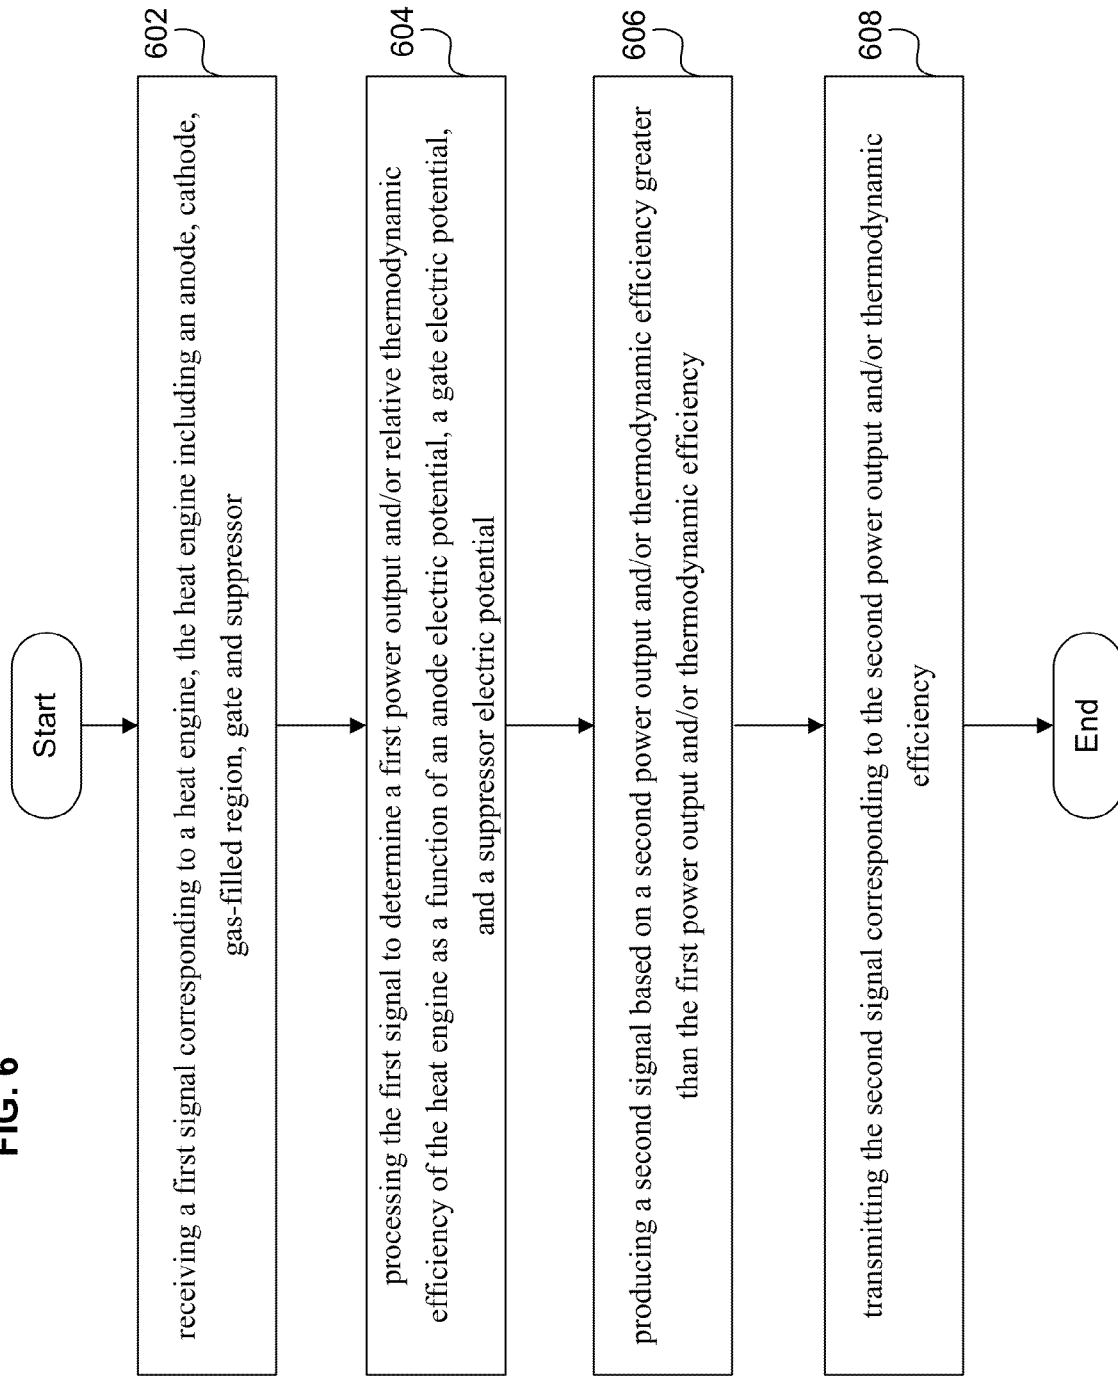 FIG. 6
Start
602
receiving a first signal corresponding to a heat engine, the heat engine including an anode, cathode,
gas-filled region, gate and suppressor
604
processing the first signal to determine a first power output and/or relative thermodynamic
efficiency of the heat engine as a function of an anode electric potential, a gate electric potential,
and a suppressor electric potential
606
producing a second signal based on a second power output and/or thermodynamic efficiency greater
than the first power output and/or thermodynamic efficiency
608
transmitting the second signal corresponding to the second power output and/or thermodynamic
efficiency
End